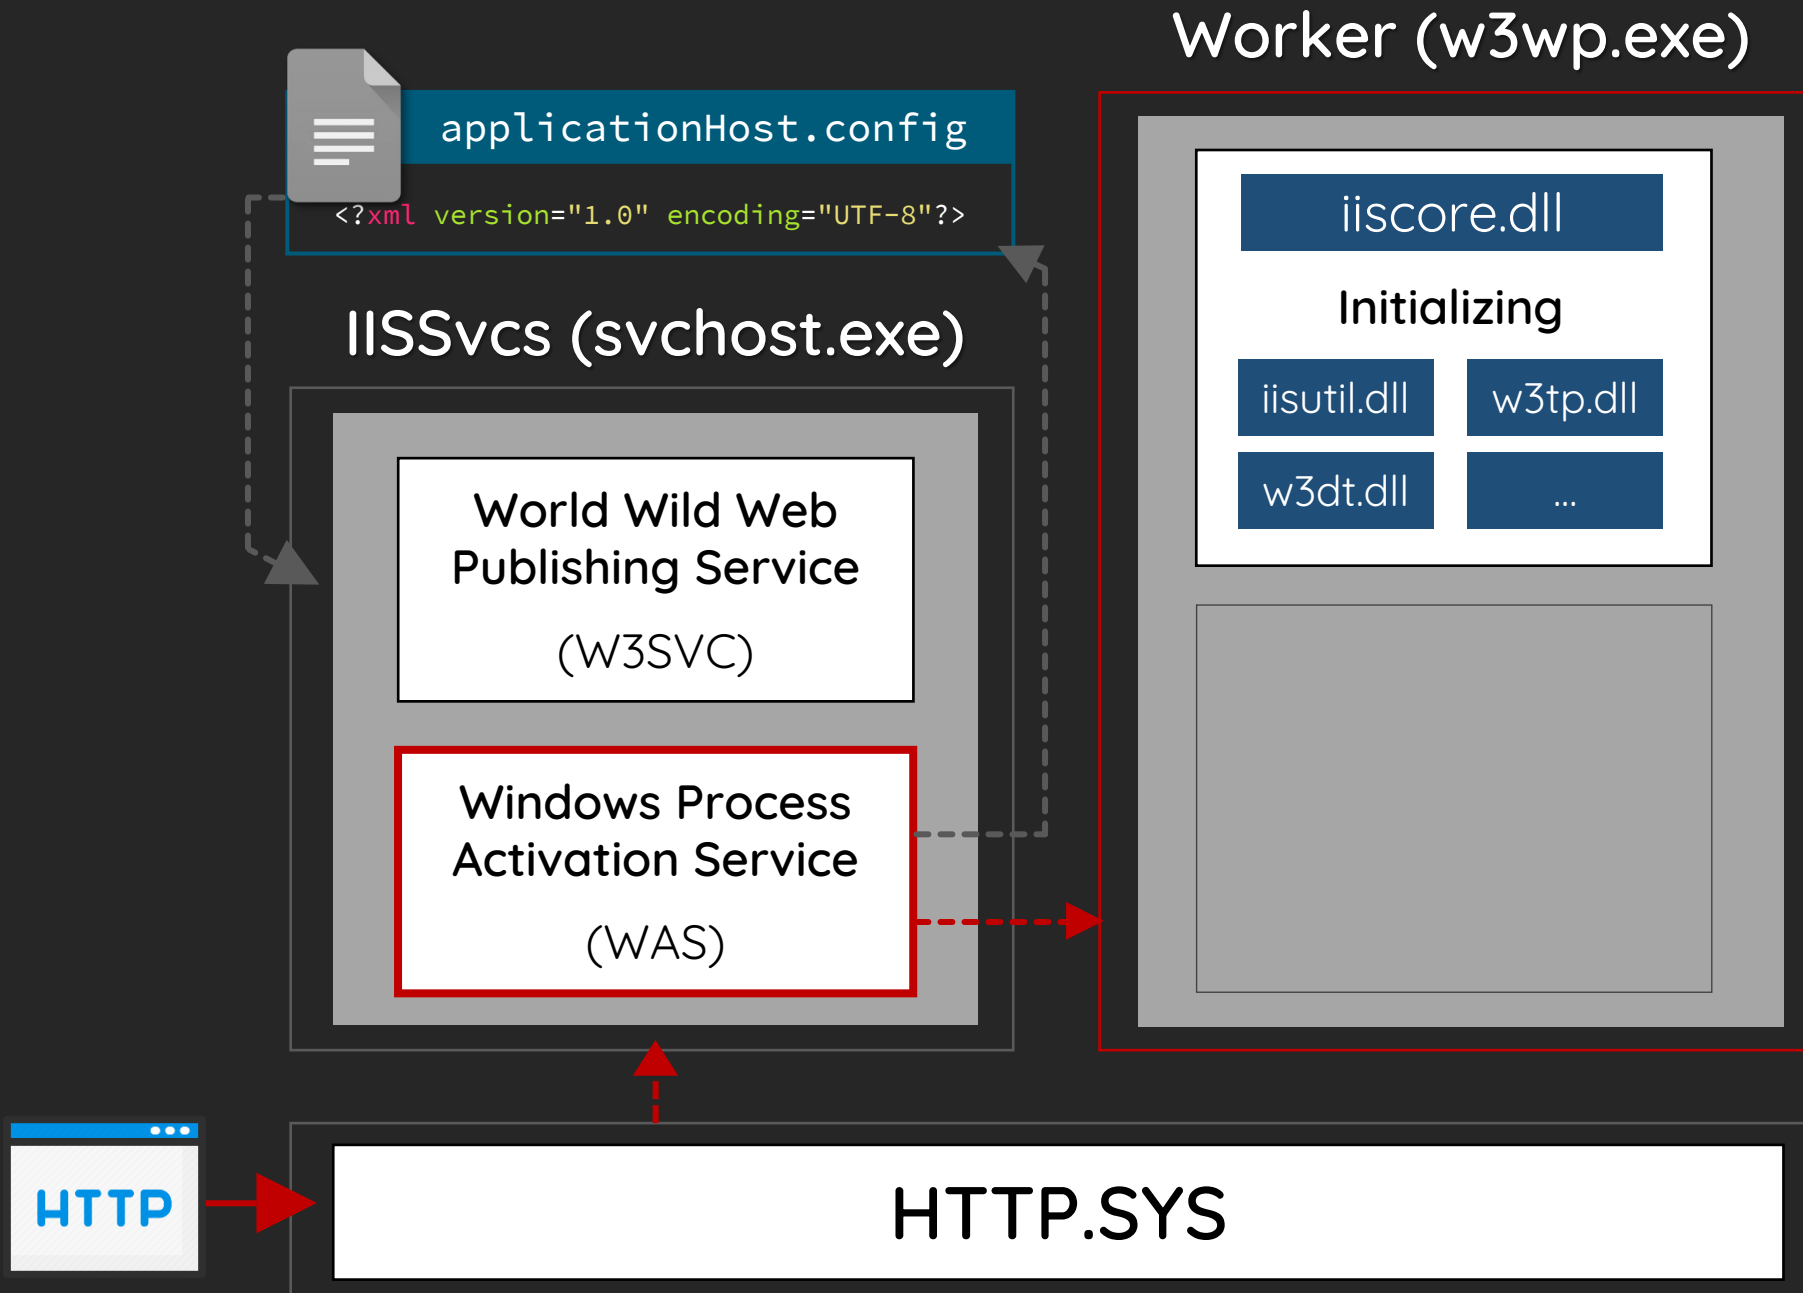 Worker (w3wp.exe)
applicationHost.config
<?xml version="1.0" encoding="UTF-8"?>
iiscore.dll
Initializing
iisutil.dll
w3tp.dll
w3dt.dll
...
IISSvcs (svchost.exe)
World Wild Web
Publishing Service
(W3SVC)
Windows Process
Activation Service
(WAS)
HTTP
HTTP.SYS